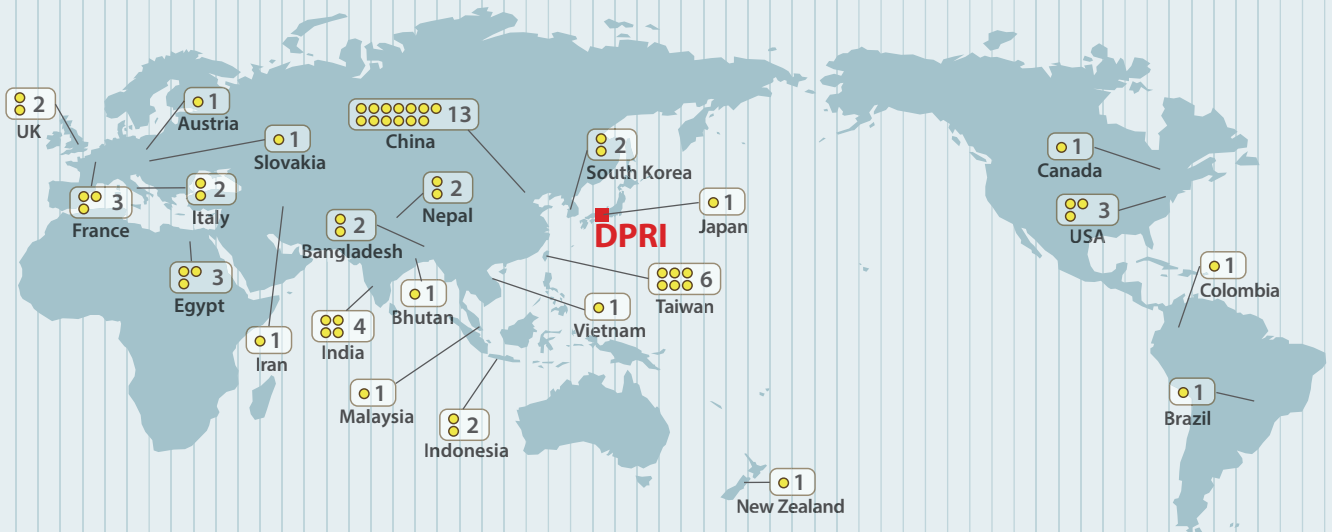 2
UK
1
Austria
1
Slovakia
13
China
2
South Korea
1
Canada
3
France
2
Italy
2
Nepal
1
Japan
3
USA
2
Bangladesh
DPRI
3
Egypt
1
Bhutan
6
Taiwan
1
Colombia
1
Iran
4
India
1
Vietnam
1
Malaysia
2
Indonesia
1
Brazil
1
New Zealand